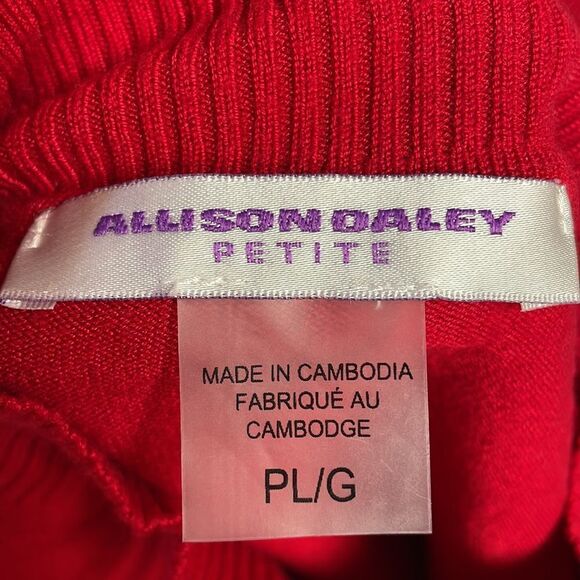 ALLISON DALEY
PETITE
MADE IN CAMBODIA
FABRIQUÉ AU
CAMBODGE
PL/G